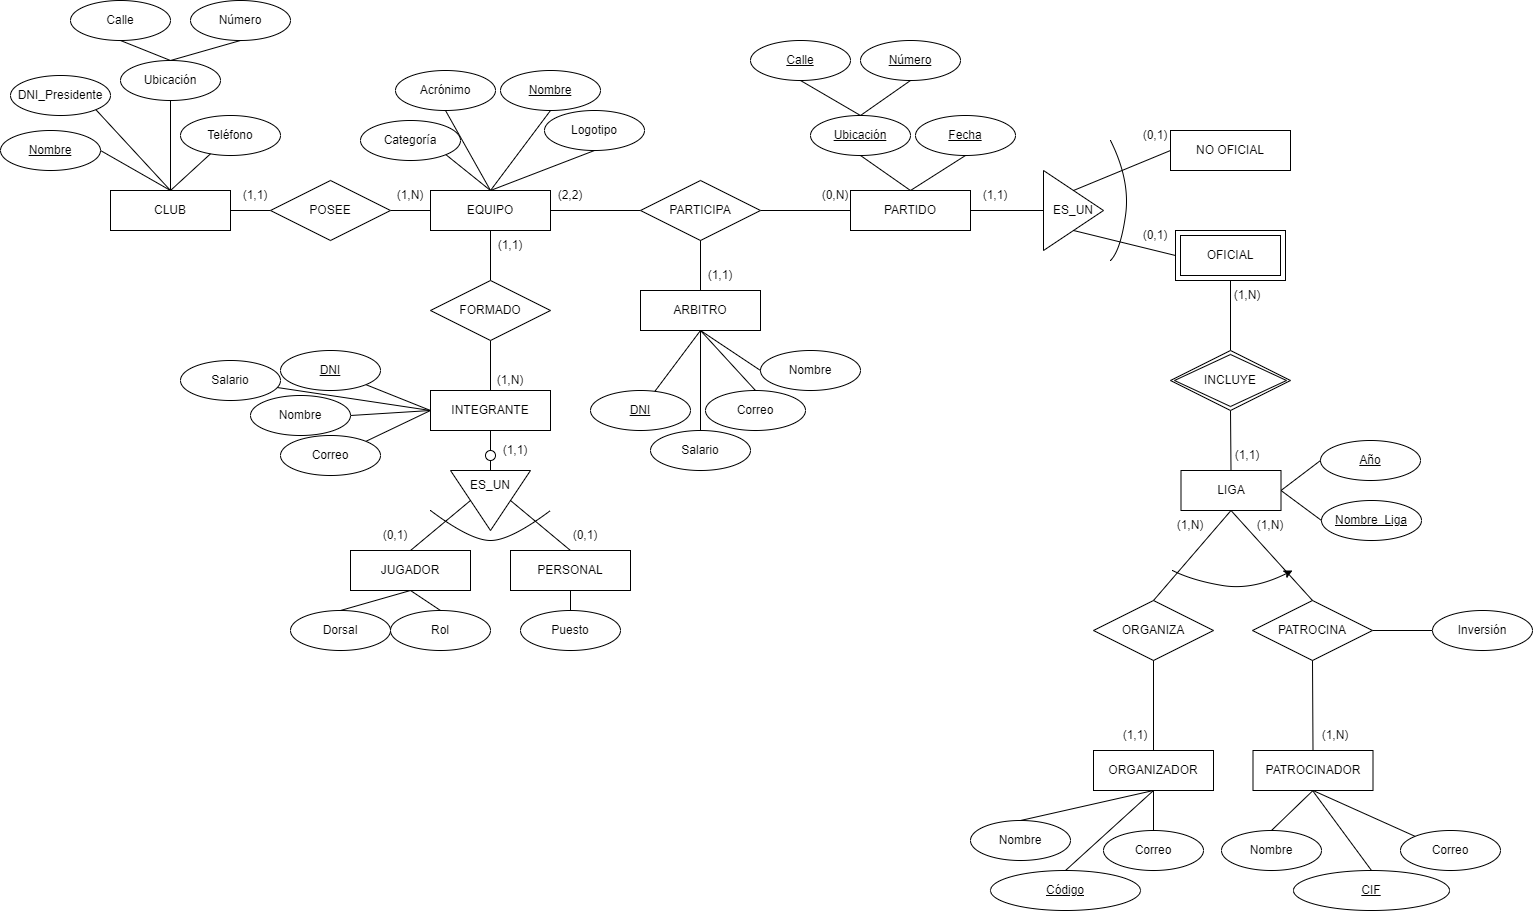 Calle
Número
Ubicación
DNI_Presidente
Nombre
Teléfono
CLUB
(1,1)
POSEE
(1,N)
Acrónimo
Nombre
Categoría
Logotipo
EQUIPO
(2,2)
(1,1)
PARTICIPA
(0,N)
Calle
Número
Ubicación
Fecha
PARTIDO
(1,1)
ES_UN
(0,1)
NO OFICIAL
(0,1)
OFICIAL
(1,N)
FORMADO
(1,1)
ARBITRO
Nombre
DNI
Correo
Salario
(1,N)
INTEGRANTE
DNI
Salario
Nombre
Correo
(1,1)
ES_UN
(0,1)
(0,1)
JUGADOR
PERSONAL
Dorsal
Rol
Puesto
INCLUYE
(1,1)
LIGA
Año
Nombre_Liga
(1,N)
(1,N)
ORGANIZA
PATROCINA
Inversión
(1,1)
(1,N)
ORGANIZADOR
PATROCINADOR
Nombre
Correo
Código
Nombre
Correo
CIF